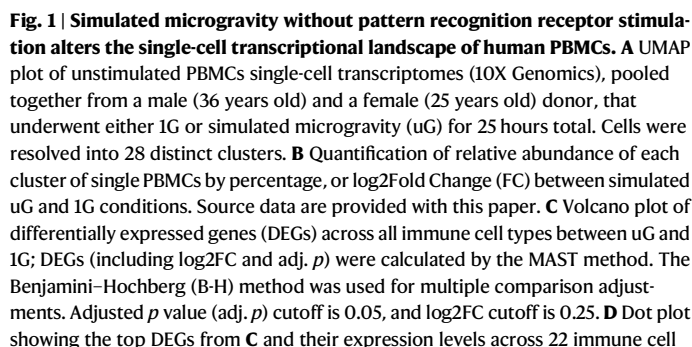 Fig. 1 | Simulated microgravity without pattern recognition receptor stimula-
tion alters the single-cell transcriptional landscape of human PBMCs. A UMAP
plot of unstimulated PBMCs single-cell transcriptomes (10X Genomics), pooled
together from a male (36 years old) and a female (25 years old) donor, that
underwent either 1G or simulated microgravity (uG) for 25 hours total. Cells were
resolved into 28 distinct clusters. B Quantification of relative abundance of each
cluster of single PBMCs by percentage, or log2Fold Change (FC) between simulated
uG and 1G conditions. Source data are provided with this paper. C Volcano plot of
differentially expressed genes (DEGs) across all immune cell types between uG and
1G; DEGs (including log2FC and adj. p) were calculated by the MAST method. The
Benjamini–Hochberg (B-H) method was used for multiple comparison adjust-
ments. Adjusted p value (adj. p) cutoff is 0.05, and log2FC cutoff is 0.25. D Dot plot
showing the top DEGs from C and their expression levels across 22 immune cell